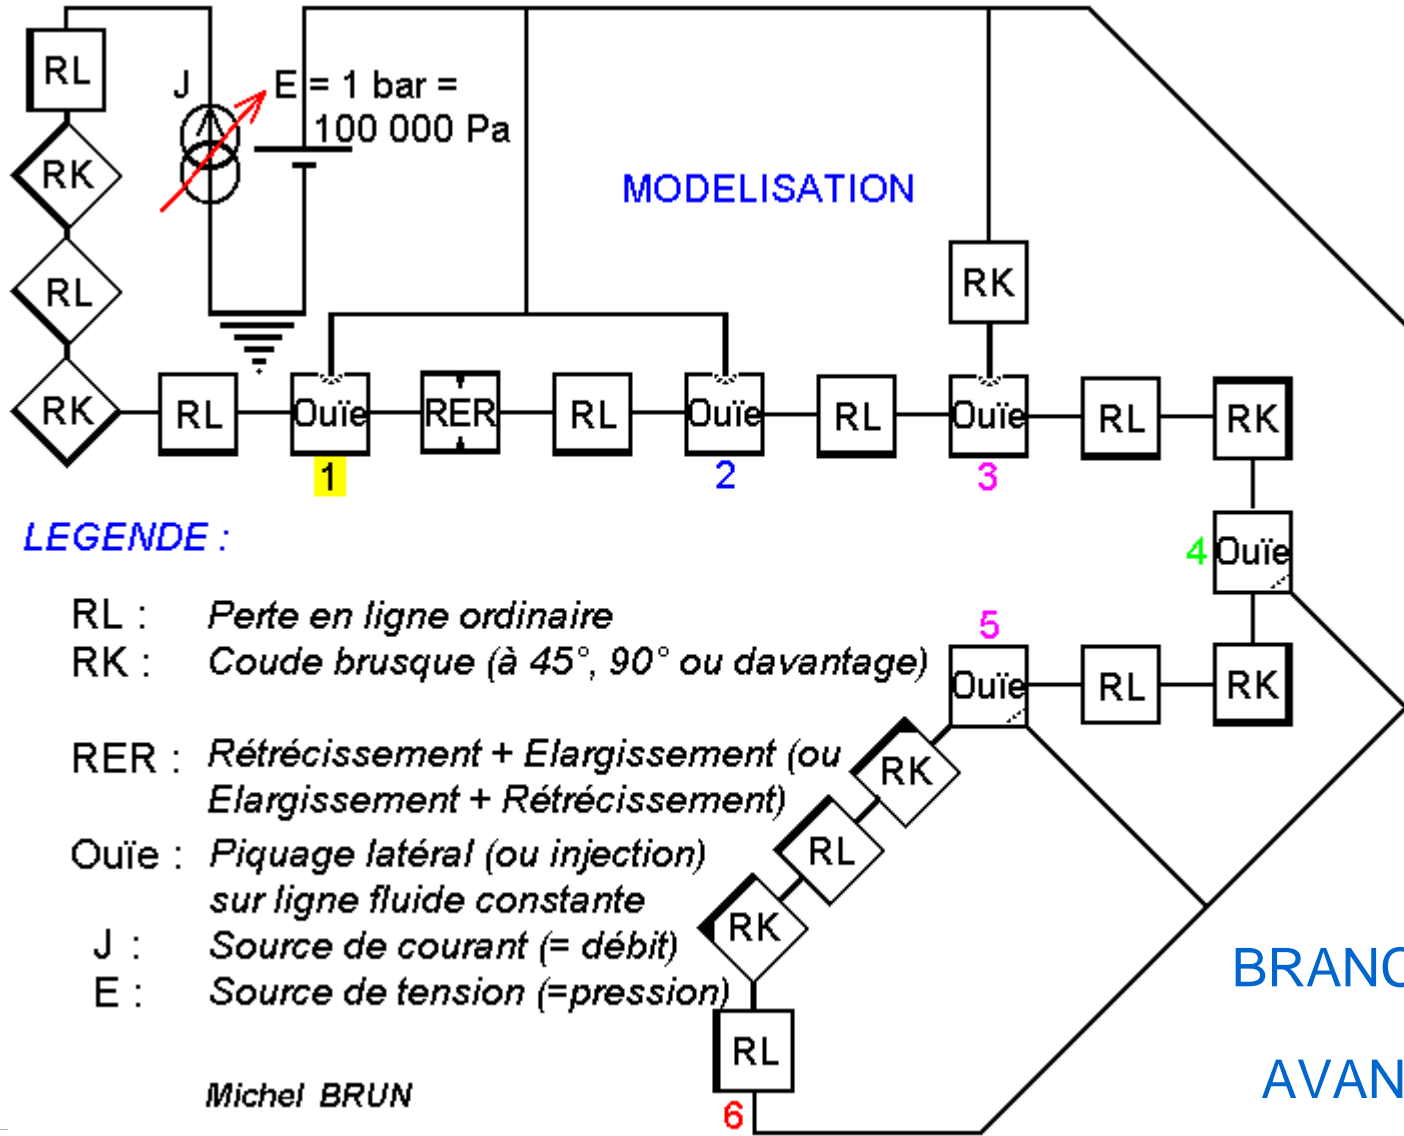 RL
J
E = 1 bar =
100 000 Pa
RK
MODELISATION
RK
RL
RK
RL
Ouïe
RER
RL
Ouïe
RL
Ouïe
RL
RK
1
2
3
LEGENDE :
4
Ouïe
RL : Perte en ligne ordinaire
RK : Coude brusque (à 45°, 90° ou davantage)
5
Ouïe
RL
RK
RER : Rétrécissement + Elargissement (ou
Elargissement + Rétrécissement)
RK
RL
Ouïe : Piquage latéral (ou injection)
sur ligne fluide constante
RK
J : Source de courant (= débit)
E : Source de tension (=pression)
BRANC
RL
AVAN
Michel BRUN
6